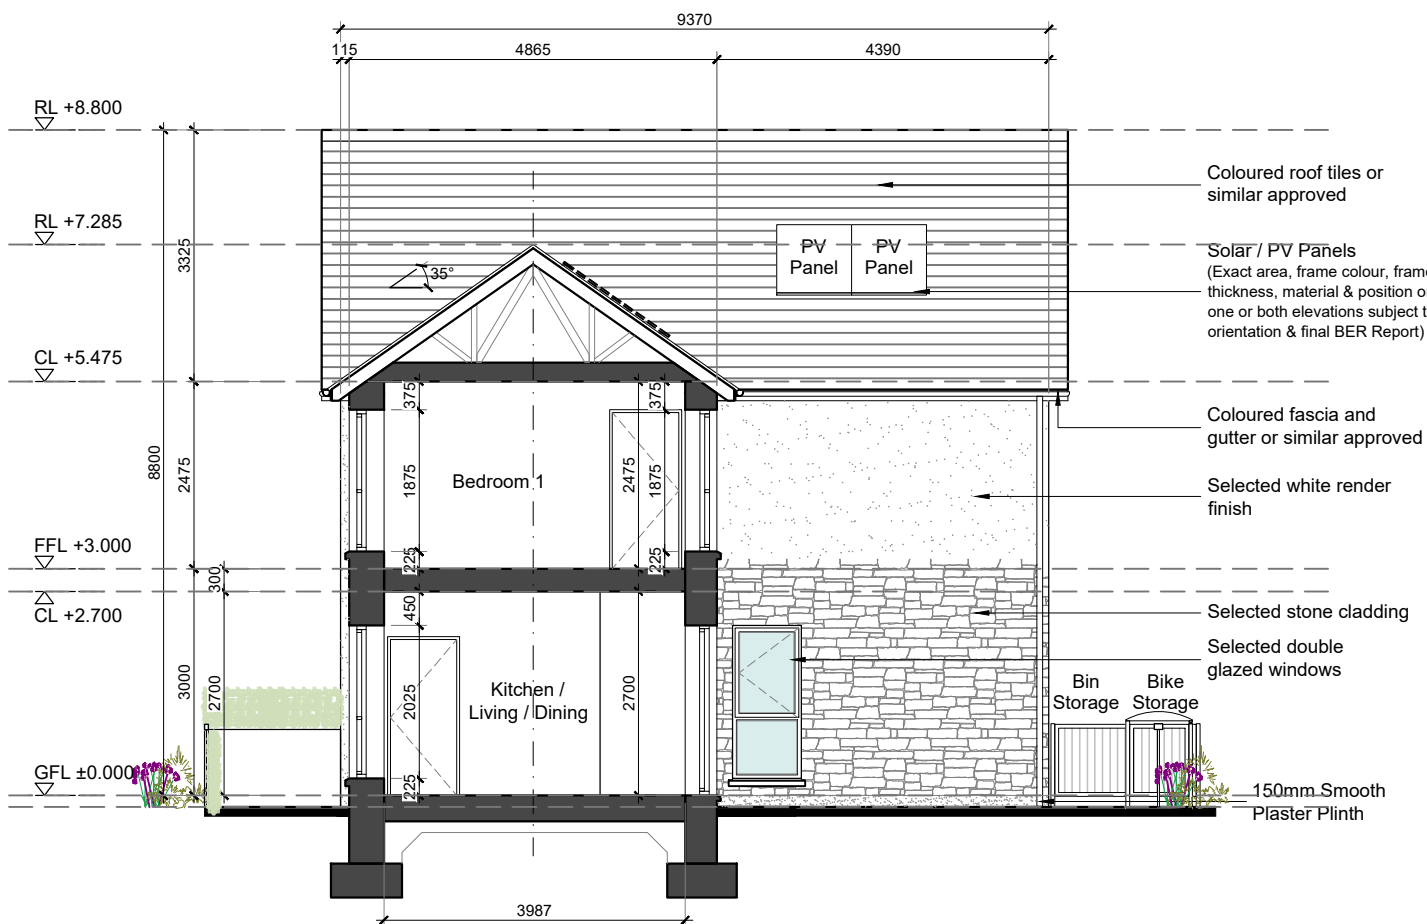 9370
115
4865
4390
RL +8.800
RL +7.285
CL +5.475
FFL +3.000
CL +2.700
GFL ±0.000
8800
3325
2475
3000
300
2700
35°
PV
Panel
PV
Panel
375
1875
225
2475
375
1875
225
Bedroom 1
450
2025
225
2700
Kitchen /
Living / Dining
3987
Coloured roof tiles or
similar approved
Solar / PV Panels
(Exact area, frame colour, frame
thickness, material & position
one or both elevations subject
orientation & final BER Report)
Coloured fascia and
gutter or similar approved
Selected white render
finish
Selected stone cladding
Selected double
glazed windows
Bin
Storage
Bike
Storage
150mm Smooth
Plaster Plinth